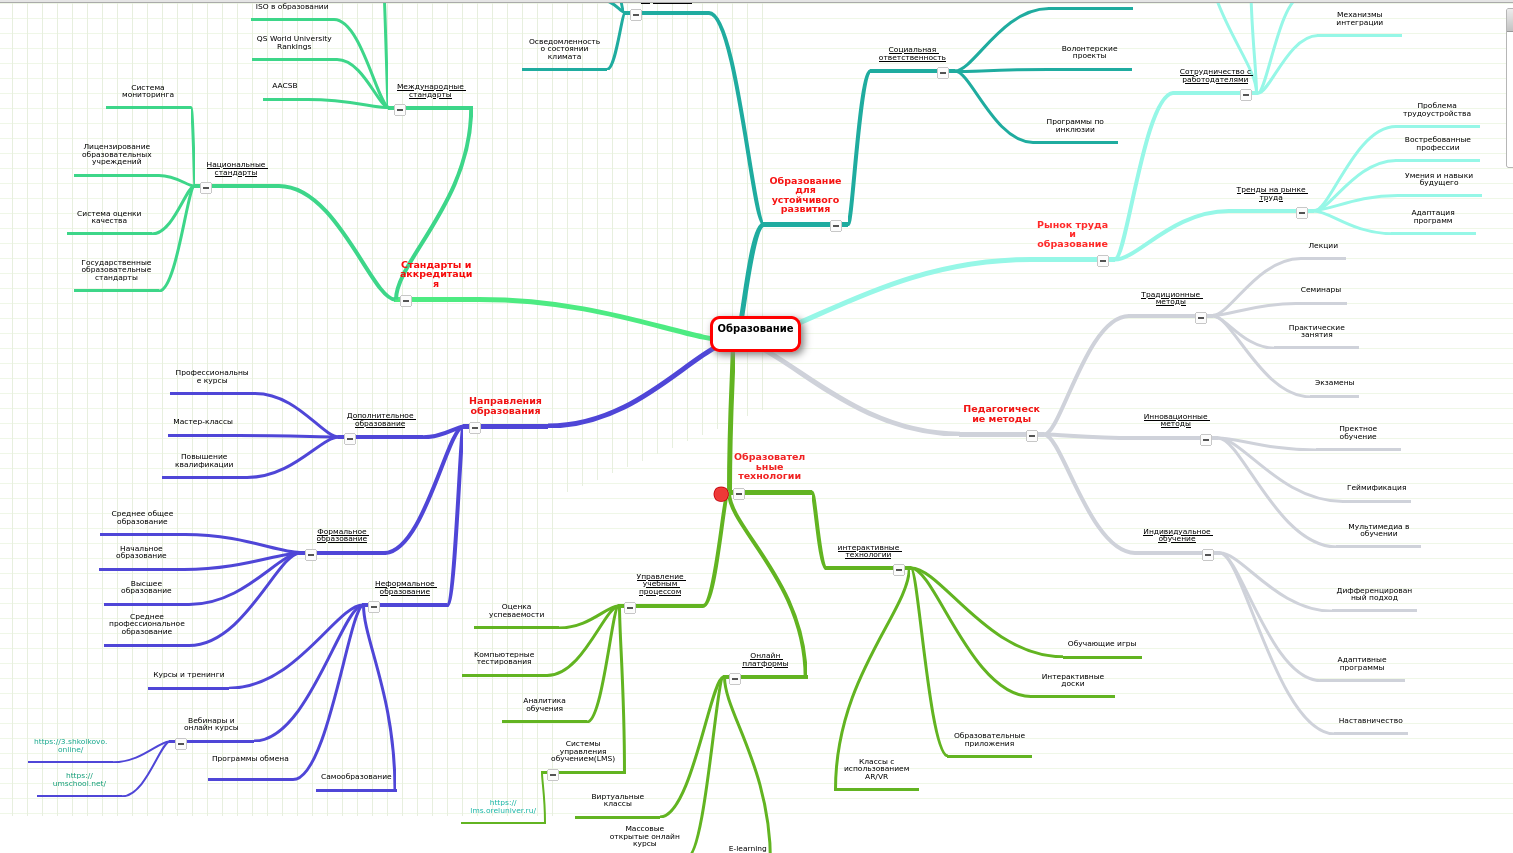 Образование
Образование
для
устойчивого
развития
Осведомленность
о состоянии
климата
Социальная
ответственность
Волонтерские
проекты
Программы по
инклюзии
Рынок труда
и
образование
Сотрудничество с
работодателями
Механизмы
интеграции
Тренды на рынке
труда
Проблема
трудоустройства
Востребованные
профессии
Умения и навыки
будущего
Адаптация
программ
Педагогическ
ие методы
Традиционные
методы
Лекции
Семинары
Практические
занятия
Экзамены
Инновационные
методы
Пректное
обучение
Геймификация
Мультимедиа в
обучении
Индивидуальное
обучение
Дифференцирован
ный подход
Адаптивные
программы
Наставничество
Образовател
ьные
технологии
интерактивные
технологии
Обучающие игры
Интерактивные
доски
Образовательные
приложения
Классы с
использованием
AR/VR
Онлайн
платформы
Виртуальные
классы
Массовые
открытые онлайн
курсы
E-learning
Управление
учебным
процессом
Оценка
успеваемости
Компьютерные
тестирования
Аналитика
обучения
Системы
управления
обучением(LMS)
https://
lms.oreluniver.ru/
Направления
образования
Дополнительное
образование
Профессиональны
е курсы
Мастер-классы
Повышение
квалификации
Формальное
образование
Среднее общее
образование
Начальное
образование
Высшее
образование
Среднее
профессиональное
образование
Неформальное
образование
Курсы и тренинги
Вебинары и
онлайн курсы
https://3.shkolkovo.
online/
https://
umschool.net/
Программы обмена
Самообразование
Стандарты и
аккредитаци
я
Международные
стандарты
ISO в образовании
QS World University
Rankings
AACSB
Национальные
стандарты
Система
мониторинга
Лицензирование
образовательных
учреждений
Система оценки
качества
Государственные
образовательные
стандарты